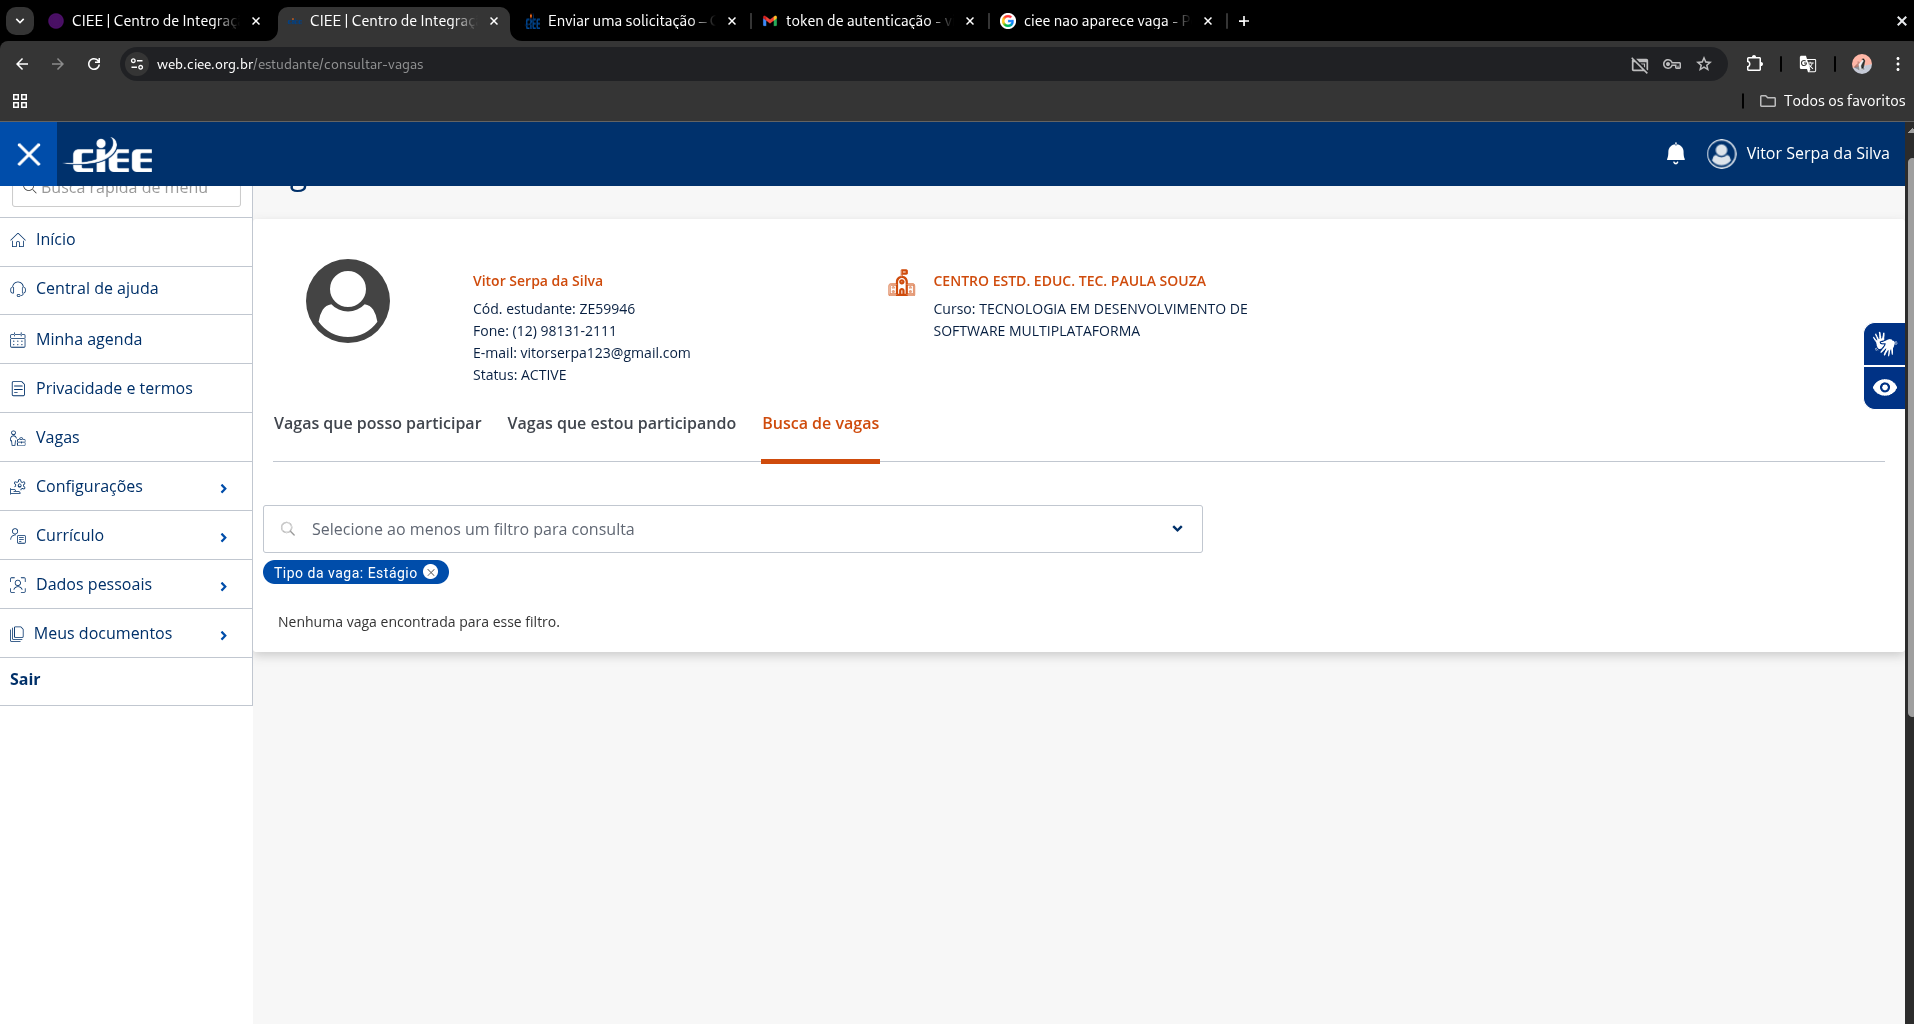 CIEE | Centro de Integraç
CIEE | Centro de Integraç
Enviar uma solicitação –
token de autenticação -
ciee nao aparece vaga -
web.ciee.org.br/estudante/consultar-vagas
Todos os favoritos
CIEE
Vitor Serpa da Silva
Busca rápida de menu
Início
Central de ajuda
Minha agenda
Privacidade e termos
Vagas
Configurações
Currículo
Dados pessoais
Meus documentos
Sair
Vitor Serpa da Silva
Cód. estudante: ZE59946
Fone: (12) 98131-2111
E-mail: vitorserpa123@gmail.com
Status: ACTIVE
CENTRO ESTD. EDUC. TEC. PAULA SOUZA
Curso: TECNOLOGIA EM DESENVOLVIMENTO DE
SOFTWARE MULTIPLATAFORMA
Vagas que posso participar
Vagas que estou participando
Busca de vagas
Selecione ao menos um filtro para consulta
Tipo da vaga: Estágio
Nenhuma vaga encontrada para esse filtro.